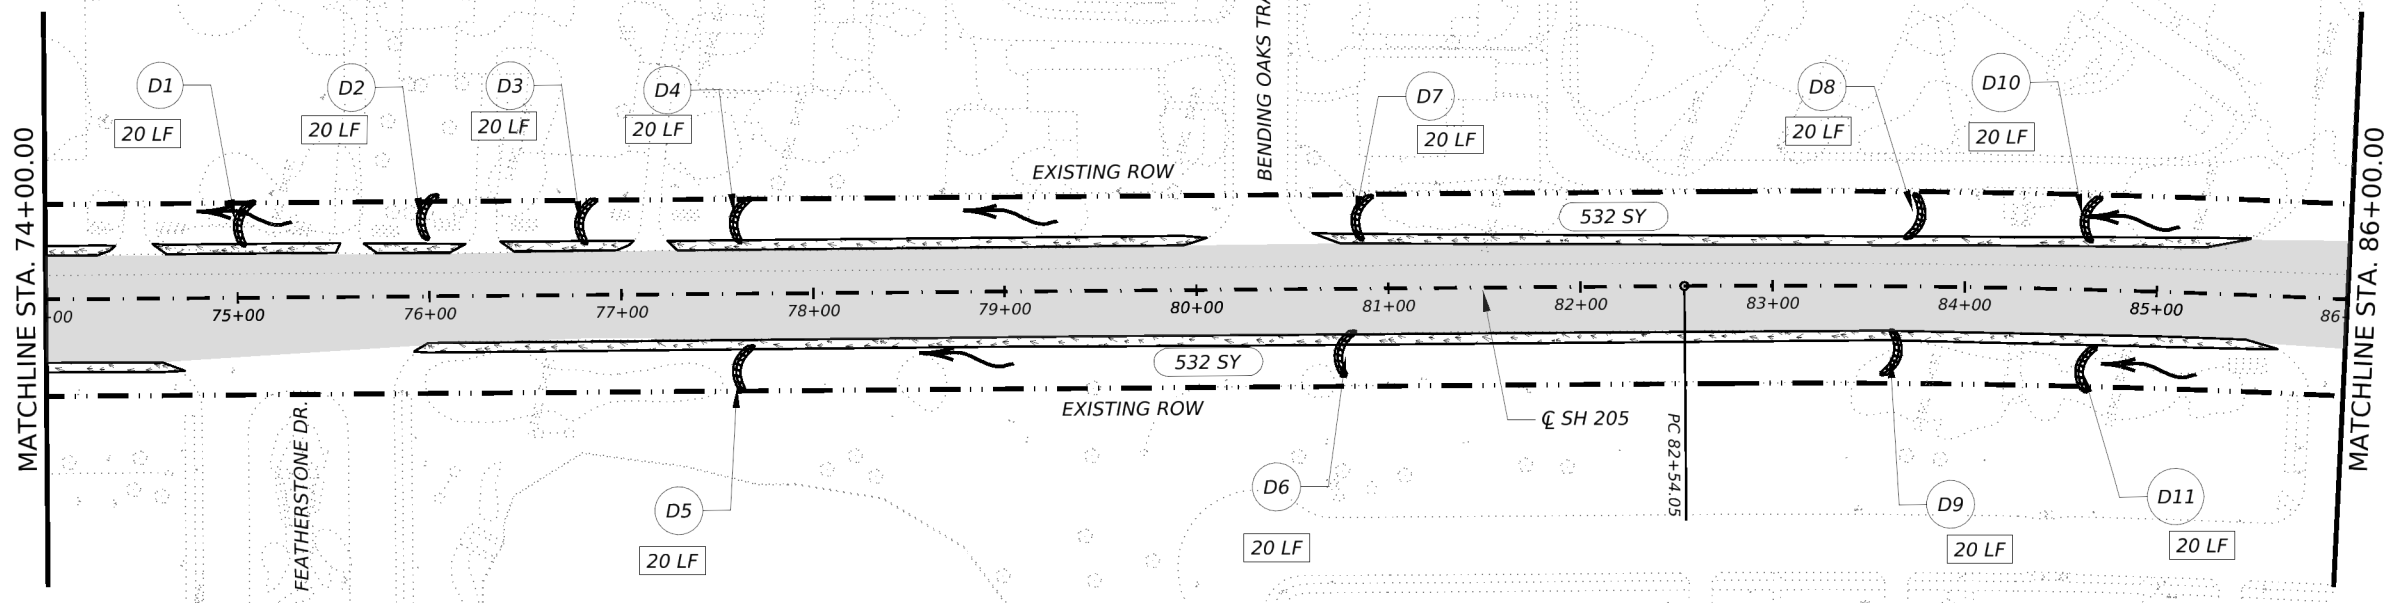 MATCHLINE STA. 74+00.00
D1
20 LF
D2
20 LF
D3
20 LF
D4
20 LF
EXISTING ROW
BENDING OAKS TRA
D7
20 LF
532 SY
D8
20 LF
D10
20 LF
MATCHLINE STA. 86+00.00
+00
75+00
76+00
77+00
78+00
79+00
80+00
81+00
82+00
83+00
84+00
85+00
86+
532 SY
EXISTING ROW
℄ SH 205
PC 82+54.05
FEATHERSTONE DR.
D5
20 LF
D6
20 LF
D9
20 LF
D11
20 LF